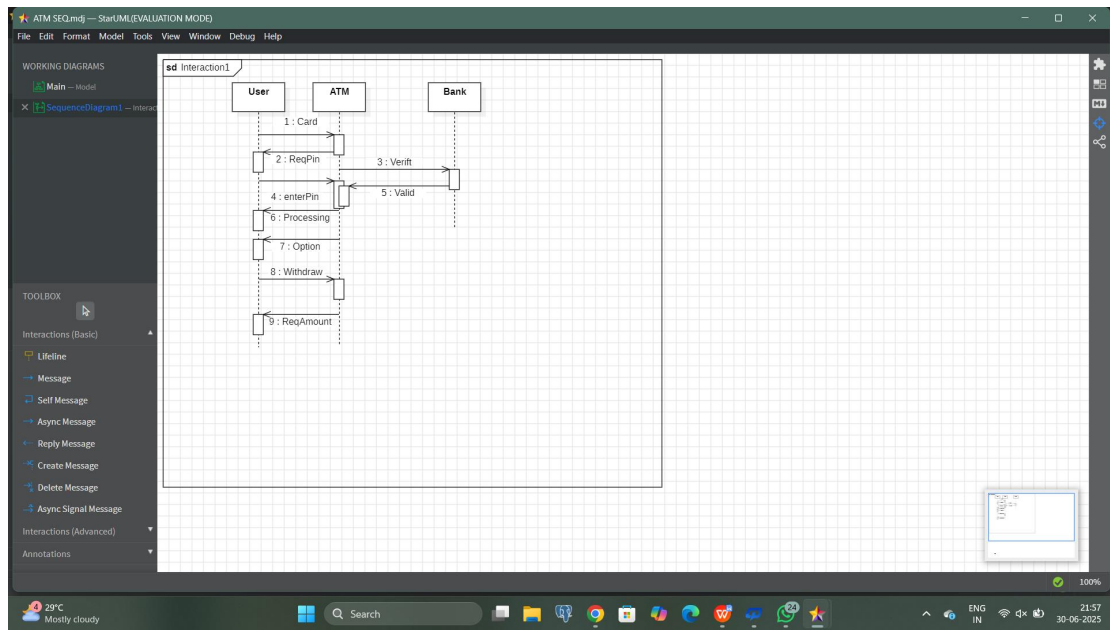 ATM SEQ.mdj — StarUML(EVALUATION MODE)
File Edit Format Model Tools View Window Debug Help
WORKING DIAGRAMS
Main — Model
SequenceDiagram1 — Interact
sd Interaction1
User ATM Bank
1 : Card
2 : ReqPin
3 : Verift
4 : enterPin
5 : Valid
6 : Processing
7 : Option
8 : Withdraw
9 : ReqAmount
TOOLBOX
Interactions (Basic)
Lifeline
Message
Self Message
Async Message
Reply Message
Create Message
Delete Message
Async Signal Message
Interactions (Advanced)
Annotations
100%
4
29°C
Mostly cloudy
Search
24
ENG
IN
21:57
30-06-2025